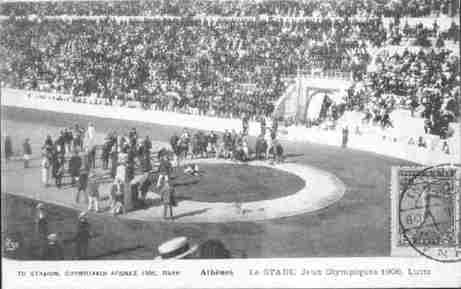 ΤΟ ΣΤΑΔΙΟΝ, ΟΛΥΜΠΙΑΚΟΙ ΑΓΩΝΕΣ 1906, ΠΑΛΗ Athènes Le STADE, Jeux Olympiques 1906, Lutte